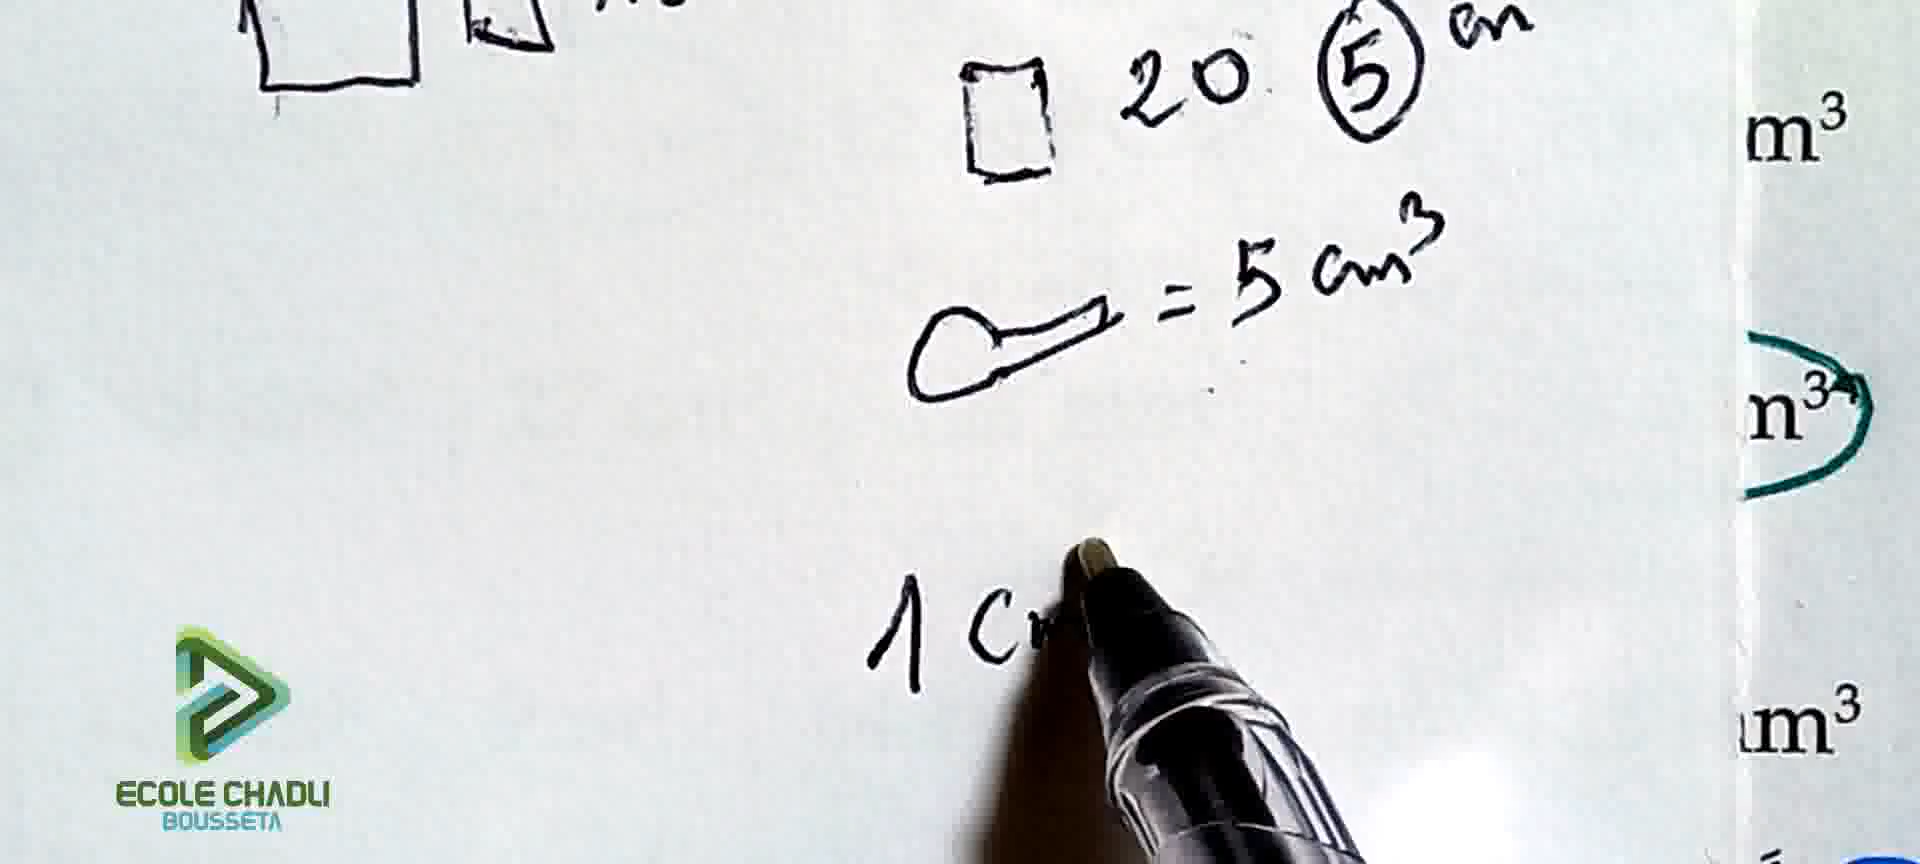 20 5 cm
m³
= 5 cm³
n³
1 c
m³
ECOLE CHADLI
BOUSSETA